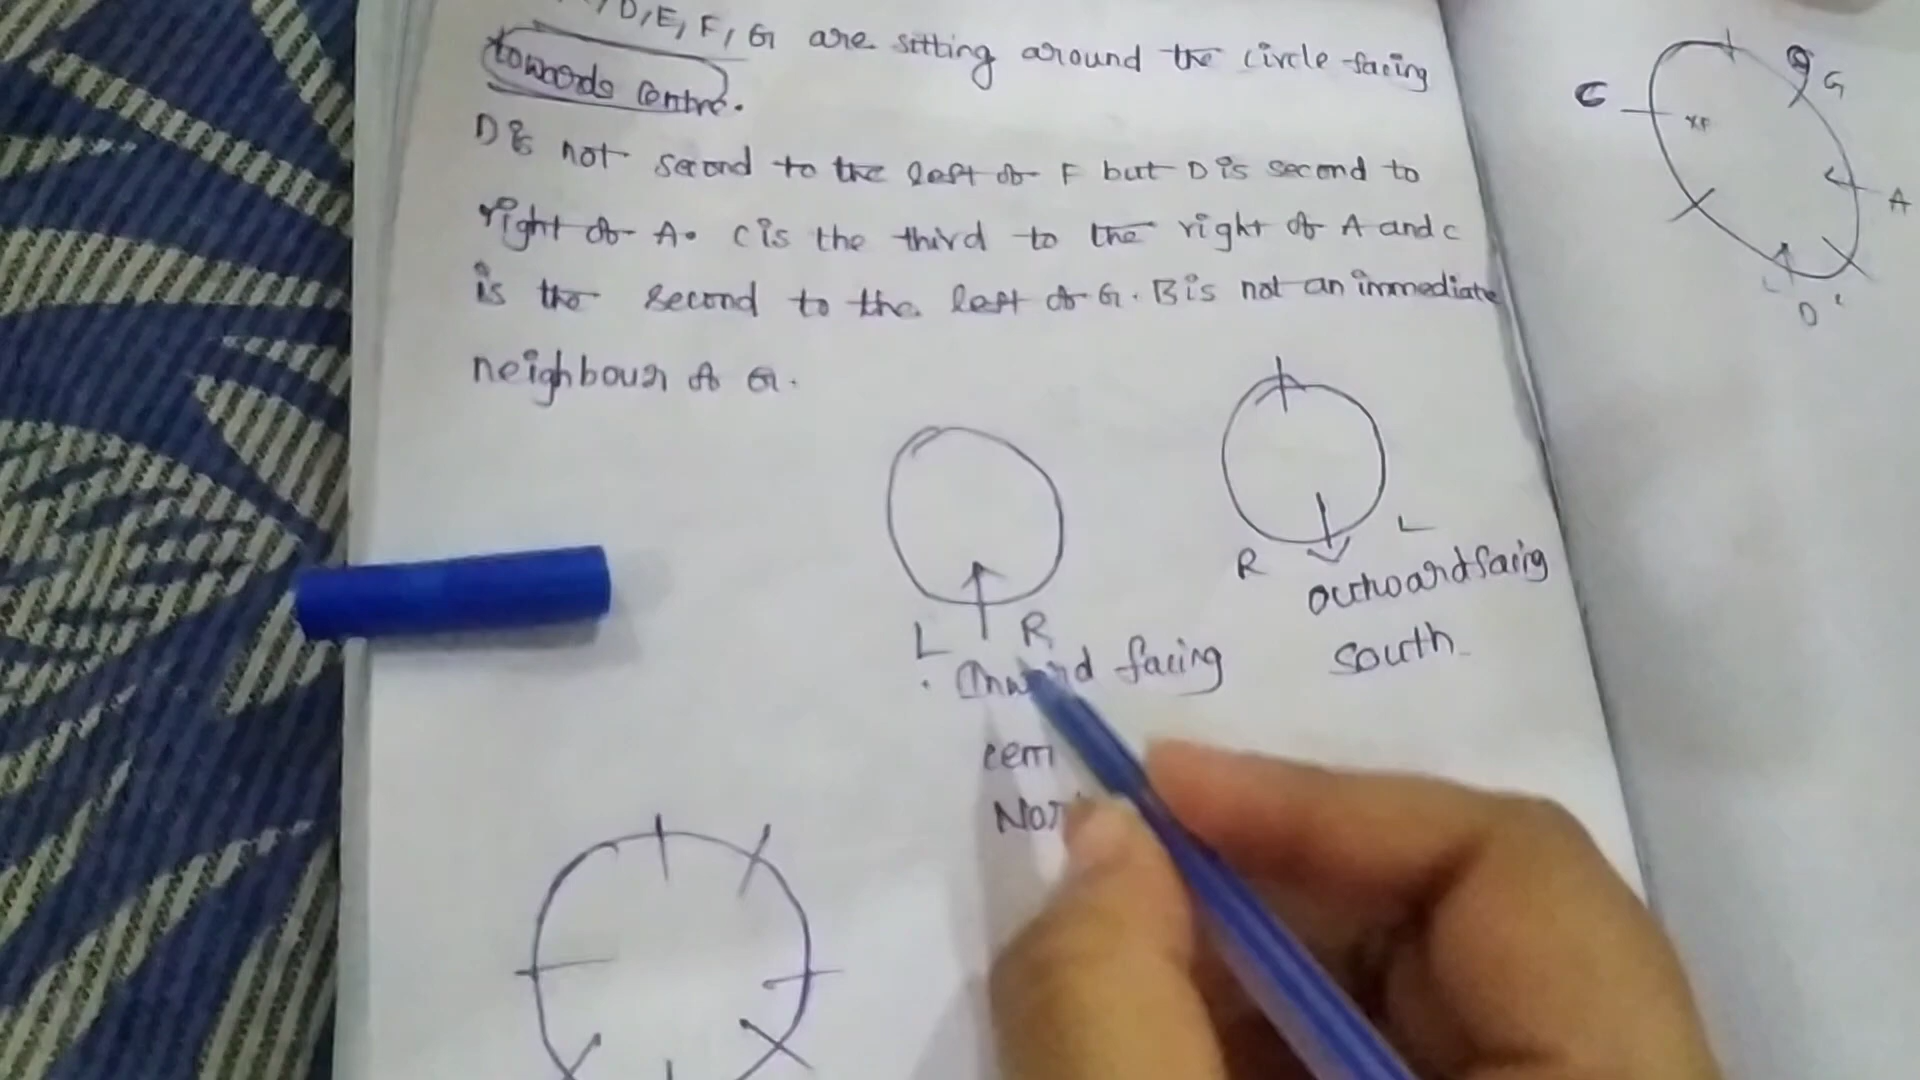 , D, E, F, G are sitting around the circle facing
towards centre.
D is not second to the left of F but D is second to
right of A. C is the third to the right of A and C
is the second to the left of G. B is not an immediate
neighbour of G.
L R
Inward facing
R L
outward facing
south
C
G
A
D